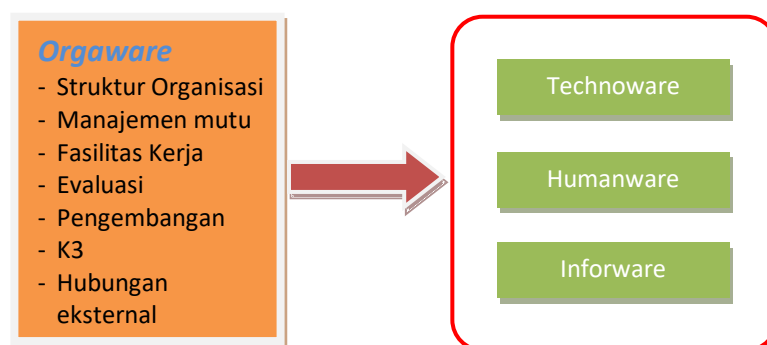 Orgaware
- Struktur Organisasi
- Manajemen mutu
- Fasilitas Kerja
- Evaluasi
- Pengembangan
- K3
- Hubungan
eksternal
Technoware
Humanware
Inforware